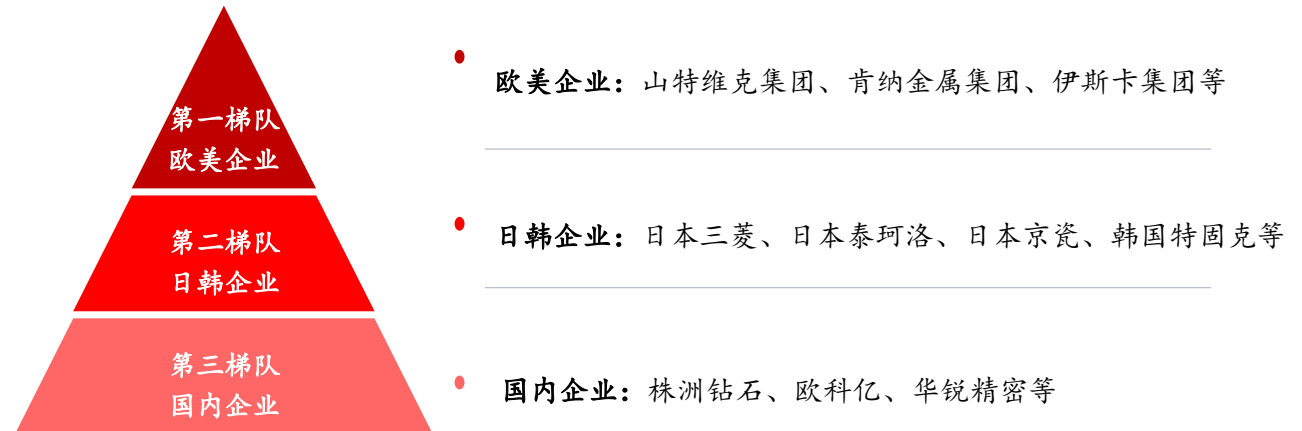 第一梯队
欧美企业
欧美企业：山特维克集团、肯纳金属集团、伊斯卡集团等
第二梯队
日韩企业
日韩企业：日本三菱、日本泰珂洛、日本京瓷、韩国特固克等
第三梯队
国内企业
国内企业：株洲钻石、欧科亿、华锐精密等